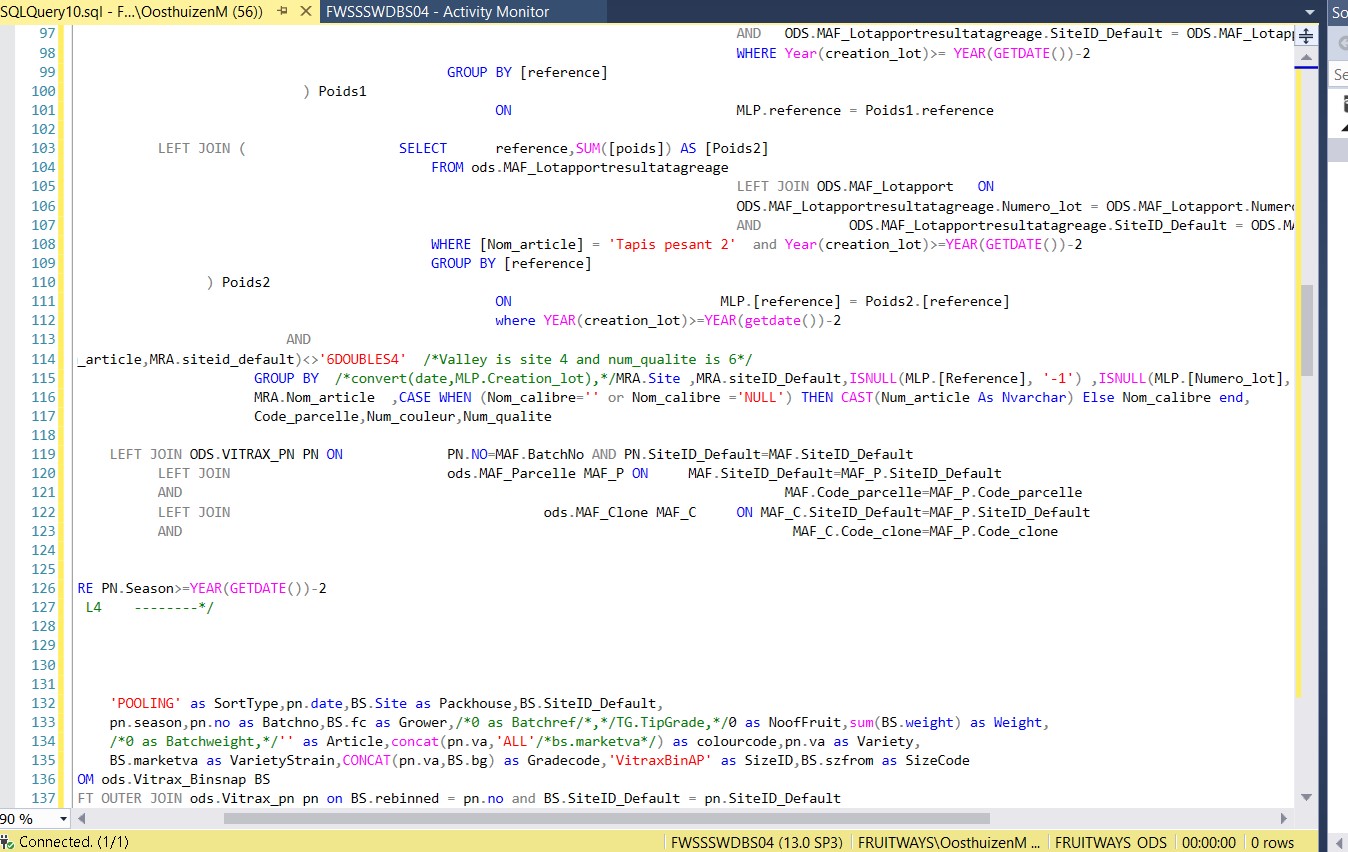 SQLQuery10.sql - F...\OosthuizenM (56))
FWSSSWDBS04 - Activity Monitor
So
97 AND ODS.MAF_Lotapportresultatagreage.SiteID_Default = ODS.MAF_Lotapp
98 WHERE Year(creation_lot)>= YEAR(GETDATE())-2
99 GROUP BY [reference]
100 ) Poids1
101 ON MLP.reference = Poids1.reference
102
103 LEFT JOIN ( SELECT reference,SUM([poids]) AS [Poids2]
104 FROM ods.MAF_Lotapportresultatagreage
105 LEFT JOIN ODS.MAF_Lotapport ON
106 ODS.MAF_Lotapportresultatagreage.Numero_lot = ODS.MAF_Lotapport.Numero
107 AND ODS.MAF_Lotapportresultatagreage.SiteID_Default = ODS.MA
108 WHERE [Nom_article] = 'Tapis pesant 2' and Year(creation_lot)>=YEAR(GETDATE())-2
109 GROUP BY [reference]
110 ) Poids2
111 ON MLP.[reference] = Poids2.[reference]
112 where YEAR(creation_lot)>=YEAR(getdate())-2
113 AND
114 _article,MRA.siteid_default)<>'6DOUBLES4' /*Valley is site 4 and num_qualite is 6*/
115 GROUP BY /*convert(date,MLP.Creation_lot),*/MRA.Site ,MRA.siteID_Default,ISNULL(MLP.[Reference], '-1') ,ISNULL(MLP.[Numero_lot],
116 MRA.Nom_article ,CASE WHEN (Nom_calibre='' or Nom_calibre ='NULL') THEN CAST(Num_article As Nvarchar) Else Nom_calibre end,
117 Code_parcelle,Num_couleur,Num_qualite
118
119 LEFT JOIN ODS.VITRAX_PN PN ON PN.NO=MAF.BatchNo AND PN.SiteID_Default=MAF.SiteID_Default
120 LEFT JOIN ods.MAF_Parcelle MAF_P ON MAF.SiteID_Default=MAF_P.SiteID_Default
121 AND MAF.Code_parcelle=MAF_P.Code_parcelle
122 LEFT JOIN ods.MAF_Clone MAF_C ON MAF_C.SiteID_Default=MAF_P.SiteID_Default
123 AND MAF_C.Code_clone=MAF_P.Code_clone
124
125
126 RE PN.Season>=YEAR(GETDATE())-2
127 L4 --------*/
128
129
130
131
132 'POOLING' as SortType,pn.date,BS.Site as Packhouse,BS.SiteID_Default,
133 pn.season,pn.no as Batchno,BS.fc as Grower,/*0 as Batchref/*,*/TG.TipGrade,*/0 as NoofFruit,sum(BS.weight) as Weight,
134 /*0 as Batchweight,*/'' as Article,concat(pn.va,'ALL'/*bs.marketva*/) as colourcode,pn.va as Variety,
135 BS.marketva as VarietyStrain,CONCAT(pn.va,BS.bg) as Gradecode,'VitraxBinAP' as SizeID,BS.szfrom as SizeCode
136 OM ods.Vitrax_Binsnap BS
137 FT OUTER JOIN ods.Vitrax_pn pn on BS.rebinned = pn.no and BS.SiteID_Default = pn.SiteID_Default
Se
90 %
Connected. (1/1)
FWSSSWDBS04 (13.0 SP3)
FRUITWAYS\OosthuizenM ...
FRUITWAYS_ODS
00:00:00
0 rows